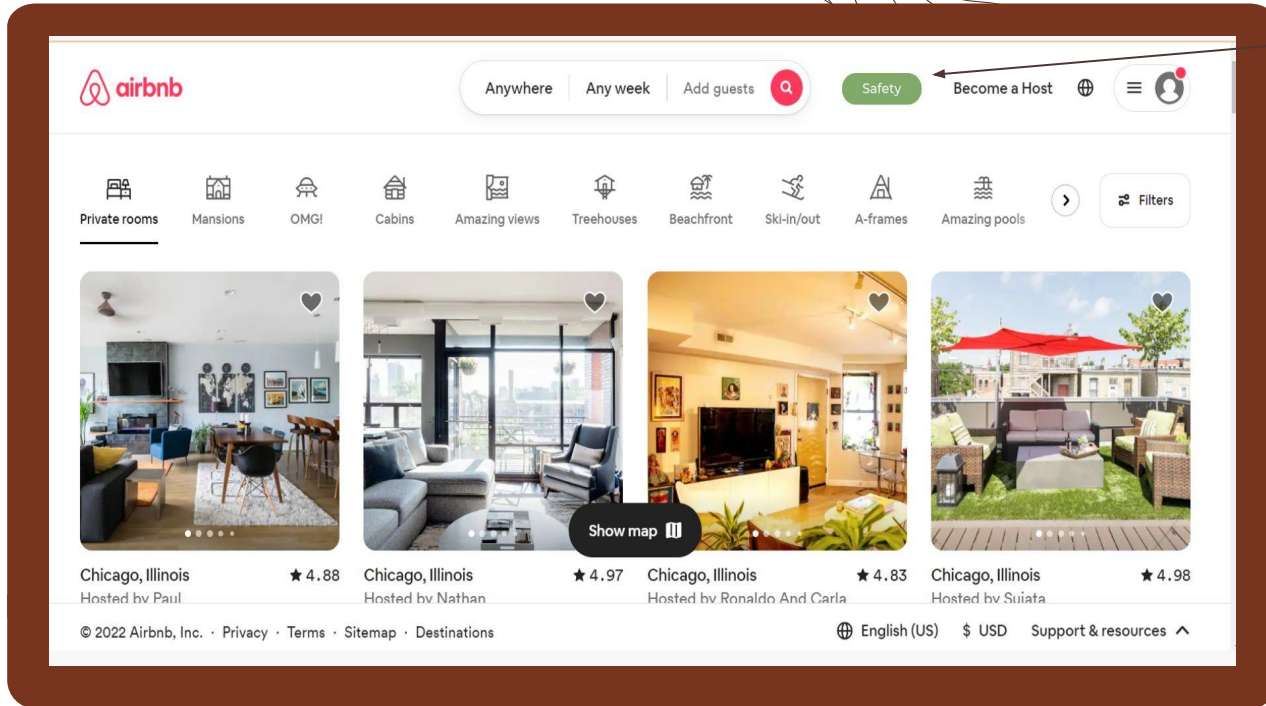 airbnb
Anywhere Any week Add guests Safety Become a Host
Private rooms Mansions OMG! Cabins Amazing views Treehouses Beachfront Ski-in/out A-frames Amazing pools Filters
Show map
Chicago, Illinois ★ 4.88 Chicago, Illinois ★ 4.97 Chicago, Illinois ★ 4.83 Chicago, Illinois ★ 4.98
Hosted by Paul Hosted by Nathan Hosted by Ronaldo And Carla Hosted by Sujata
© 2022 Airbnb, Inc. · Privacy · Terms · Sitemap · Destinations English (US) $ USD Support & resources